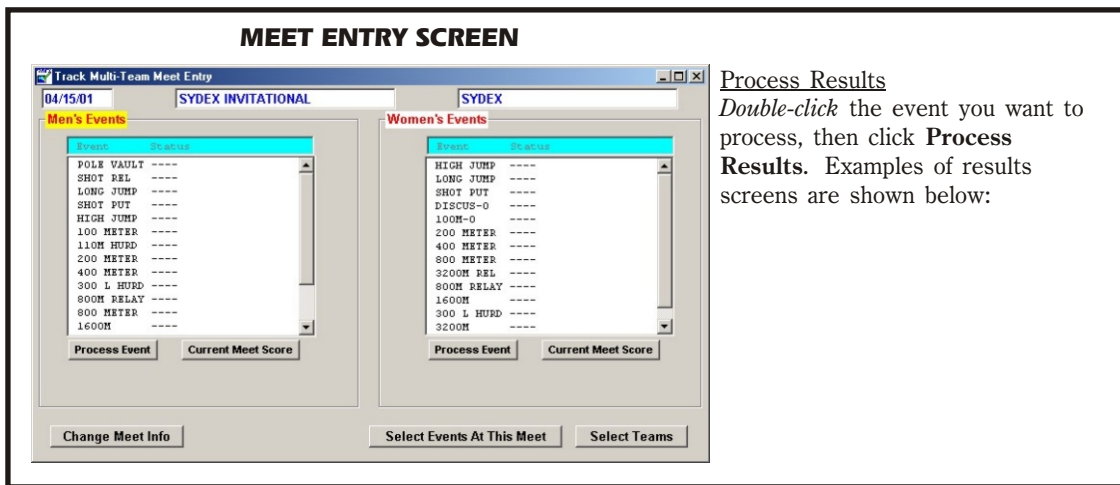 MEET ENTRY SCREEN
Track Multi-Team Meet Entry
04/15/01 SYDEX INVITATIONAL SYDEX
Men's Events
Event Status
POLE VAULT ----
SHOT REL ----
LONG JUMP ----
SHOT PUT ----
HIGH JUMP ----
100 METER ----
110M HURD ----
200 METER ----
400 METER ----
300 L HURD ----
800M RELAY ----
800 METER ----
1600M ----
Process Event Current Meet Score
Women's Events
Event Status
HIGH JUMP ----
LONG JUMP ----
SHOT PUT ----
DISCUS-O ----
100M-O ----
200 METER ----
400 METER ----
800 METER ----
3200M REL ----
800M RELAY ----
1600M ----
300 L HURD ----
3200M ----
Process Event Current Meet Score
Change Meet Info Select Events At This Meet Select Teams
Process Results
Double-click the event you want to
process, then click Process
Results. Examples of results
screens are shown below: